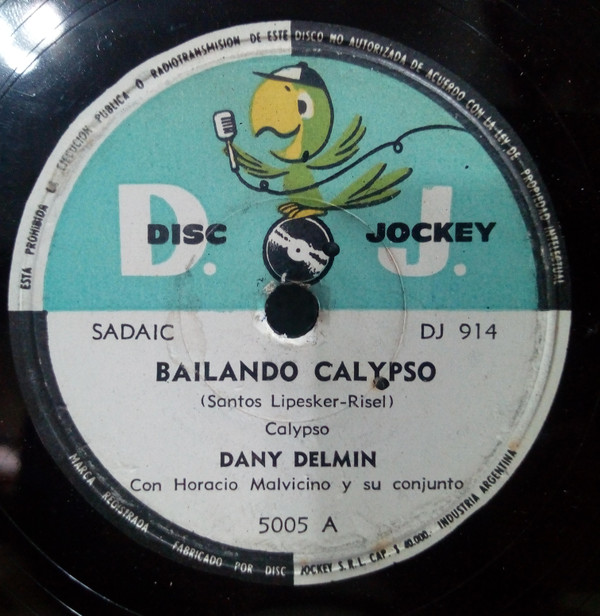 ESTA PROHIBIDA LA EJECUCION PUBLICA O RADIOTRANSMISION DE ESTE DISCO NO AUTORIZADA DE ACUERDO CON LA LEY DE PROPIEDAD INTELECTUAL
D. J.
DISC JOCKEY
SADAIC DJ 914
BAILANDO CALYPSO
(Santos Lipesker-Risel)
Calypso
DANY DELMIN
Con Horacio Malvicino y su conjunto
5005 A
MARCA REGISTRADA - FABRICADO POR DISC JOCKEY S.R.L. CAP. $ 40.000. INDUSTRIA ARGENTINA